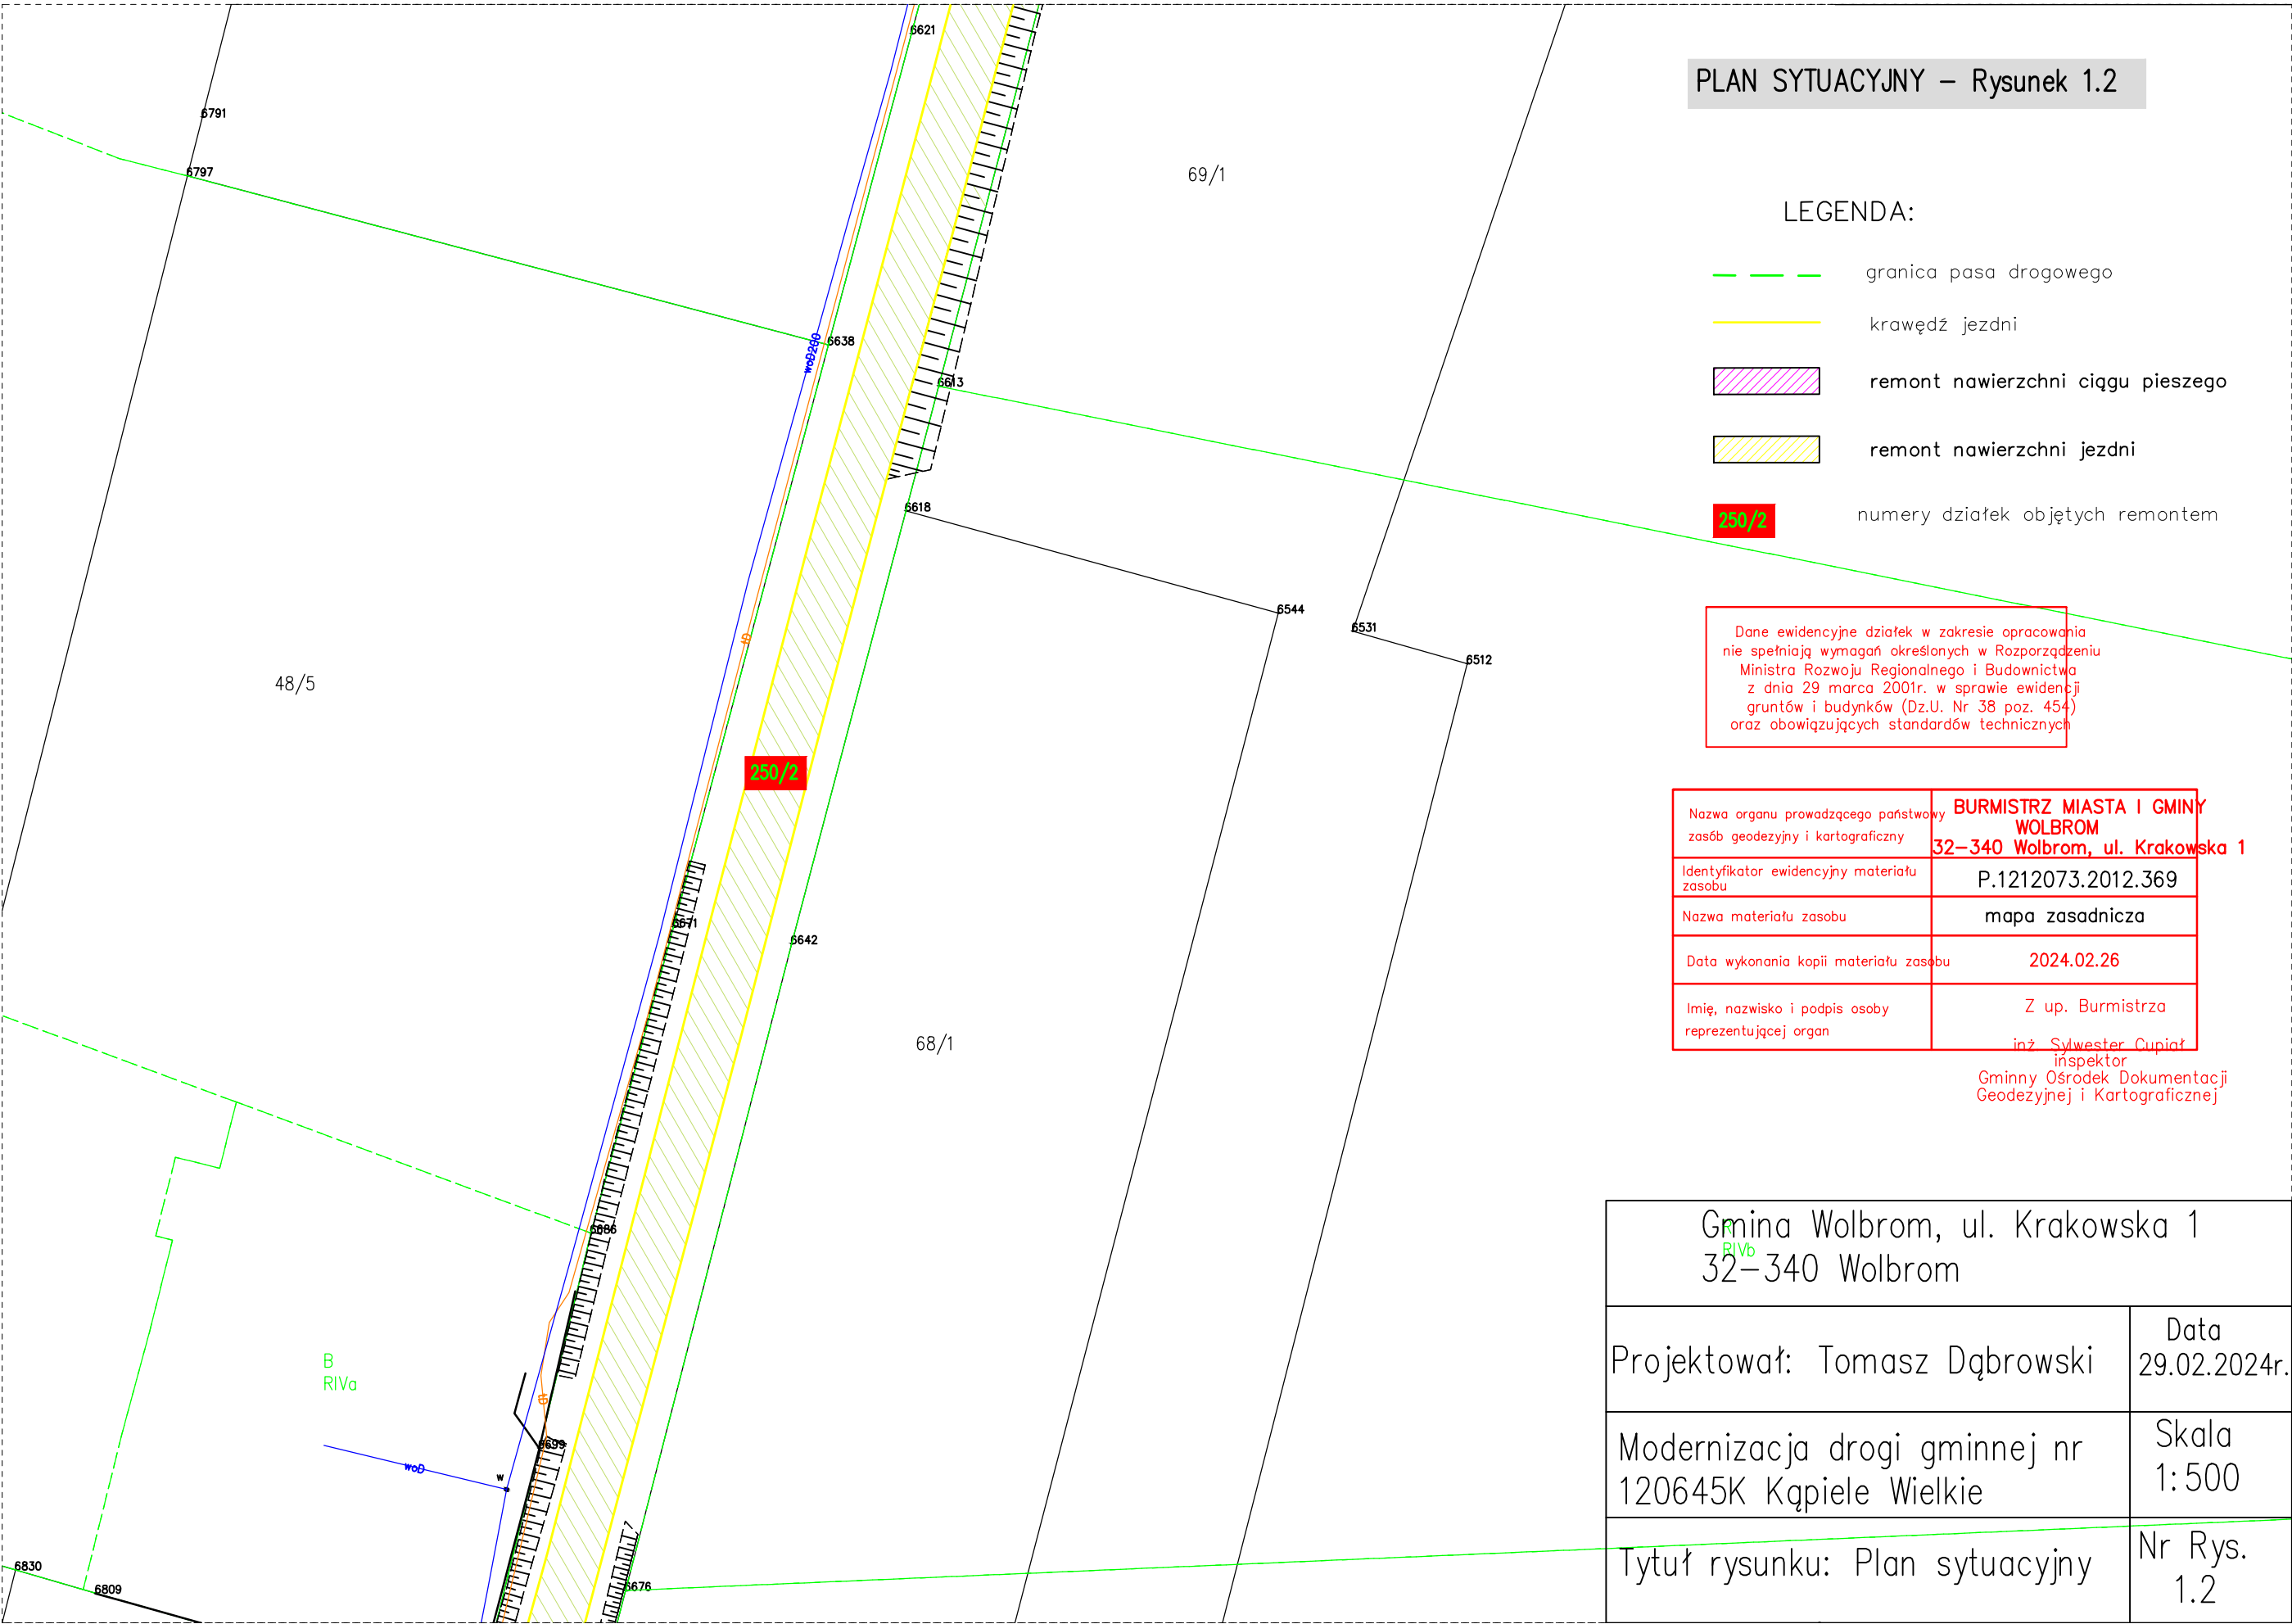 PLAN SYTUACYJNY – Rysunek 1.2
LEGENDA:
granica pasa drogowego
krawędź jezdni
remont nawierzchni ciągu pieszego
remont nawierzchni jezdni
250/2
numery działek objętych remontem
Dane ewidencyjne działek w zakresie opracowania
nie spełniają wymagań określonych w Rozporządzeniu
Ministra Rozwoju Regionalnego i Budownictwa
z dnia 29 marca 2001r. w sprawie ewidencji
gruntów i budynków (Dz.U. Nr 38 poz. 454)
oraz obowiązujących standardów technicznych
Nazwa organu prowadzącego państwowy
zasób geodezyjny i kartograficzny
BURMISTRZ MIASTA I GMINY
WOLBROM
32–340 Wolbrom, ul. Krakowska 1
Identyfikator ewidencyjny materiału
zasobu
P.1212073.2012.369
Nazwa materiału zasobu
mapa zasadnicza
Data wykonania kopii materiału zasobu
2024.02.26
Imię, nazwisko i podpis osoby
reprezentującej organ
Z up. Burmistrza
inż. Sylwester Cupiał
inspektor
Gminny Ośrodek Dokumentacji
Geodezyjnej i Kartograficznej
Gmina Wolbrom, ul. Krakowska 1
32–340 Wolbrom
R
RIVb
Projektował: Tomasz Dąbrowski
Data
29.02.2024r.
Modernizacja drogi gminnej nr
120645K Kąpiele Wielkie
Skala
1:500
Tytuł rysunku: Plan sytuacyjny
Nr Rys.
1.2
6621
6791
6797
69/1
6638
woD200
6613
6618
6544
6531
6512
tD
48/5
250/2
6671
6642
68/1
6686
B
RIVa
tD
6699
woD
w
6830
6809
6676